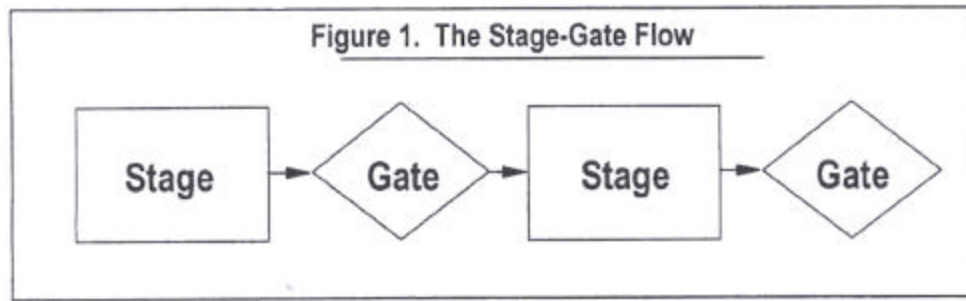 Figure 1. The Stage-Gate Flow
Stage
Gate
Stage
Gate